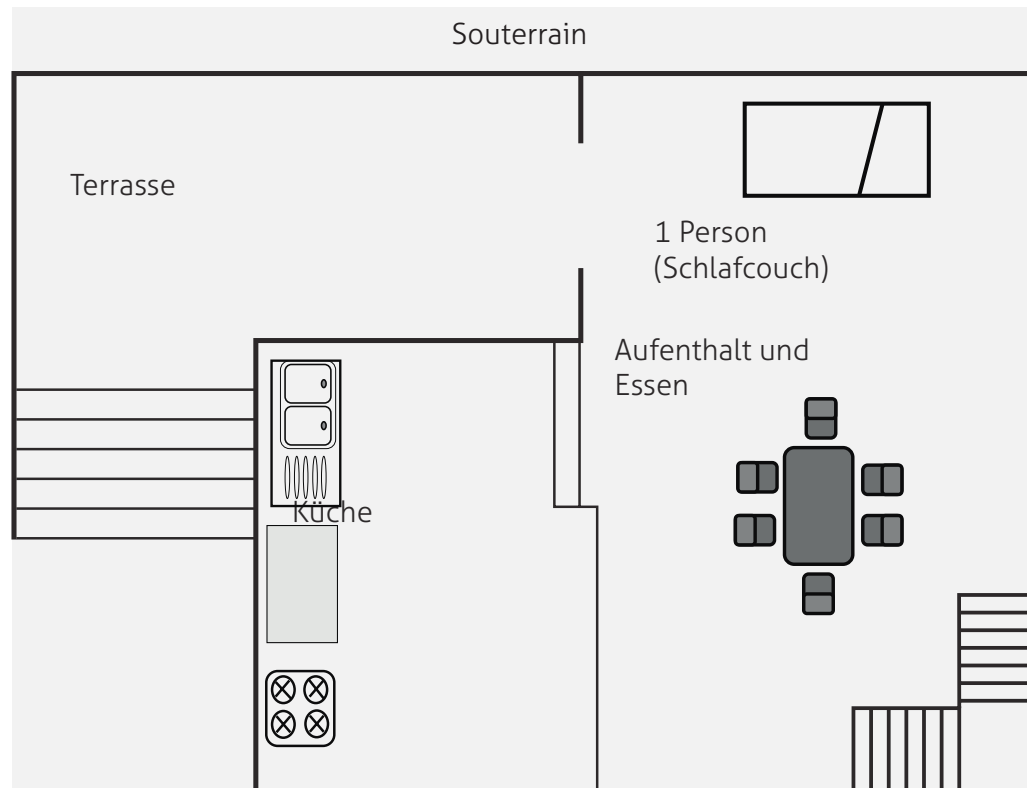 Souterrain
Terrasse
1 Person
(Schlafcouch)
Aufenthalt und
Essen
Küche